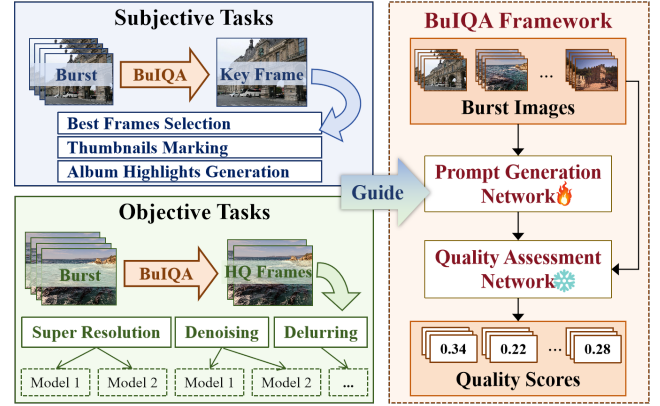 Subjective Tasks
Burst
BuIQA
Key Frame
Best Frames Selection
Thumbnails Marking
Album Highlights Generation
Objective Tasks
Burst
BuIQA
HQ Frames
Super Resolution
Denoising
Delurring
Model 1
Model 2
Model 1
Model 2
...
Guide
BuIQA Framework
...
Burst Images
Prompt Generation
Network
Quality Assessment
Network
0.34
0.22
...
0.28
Quality Scores